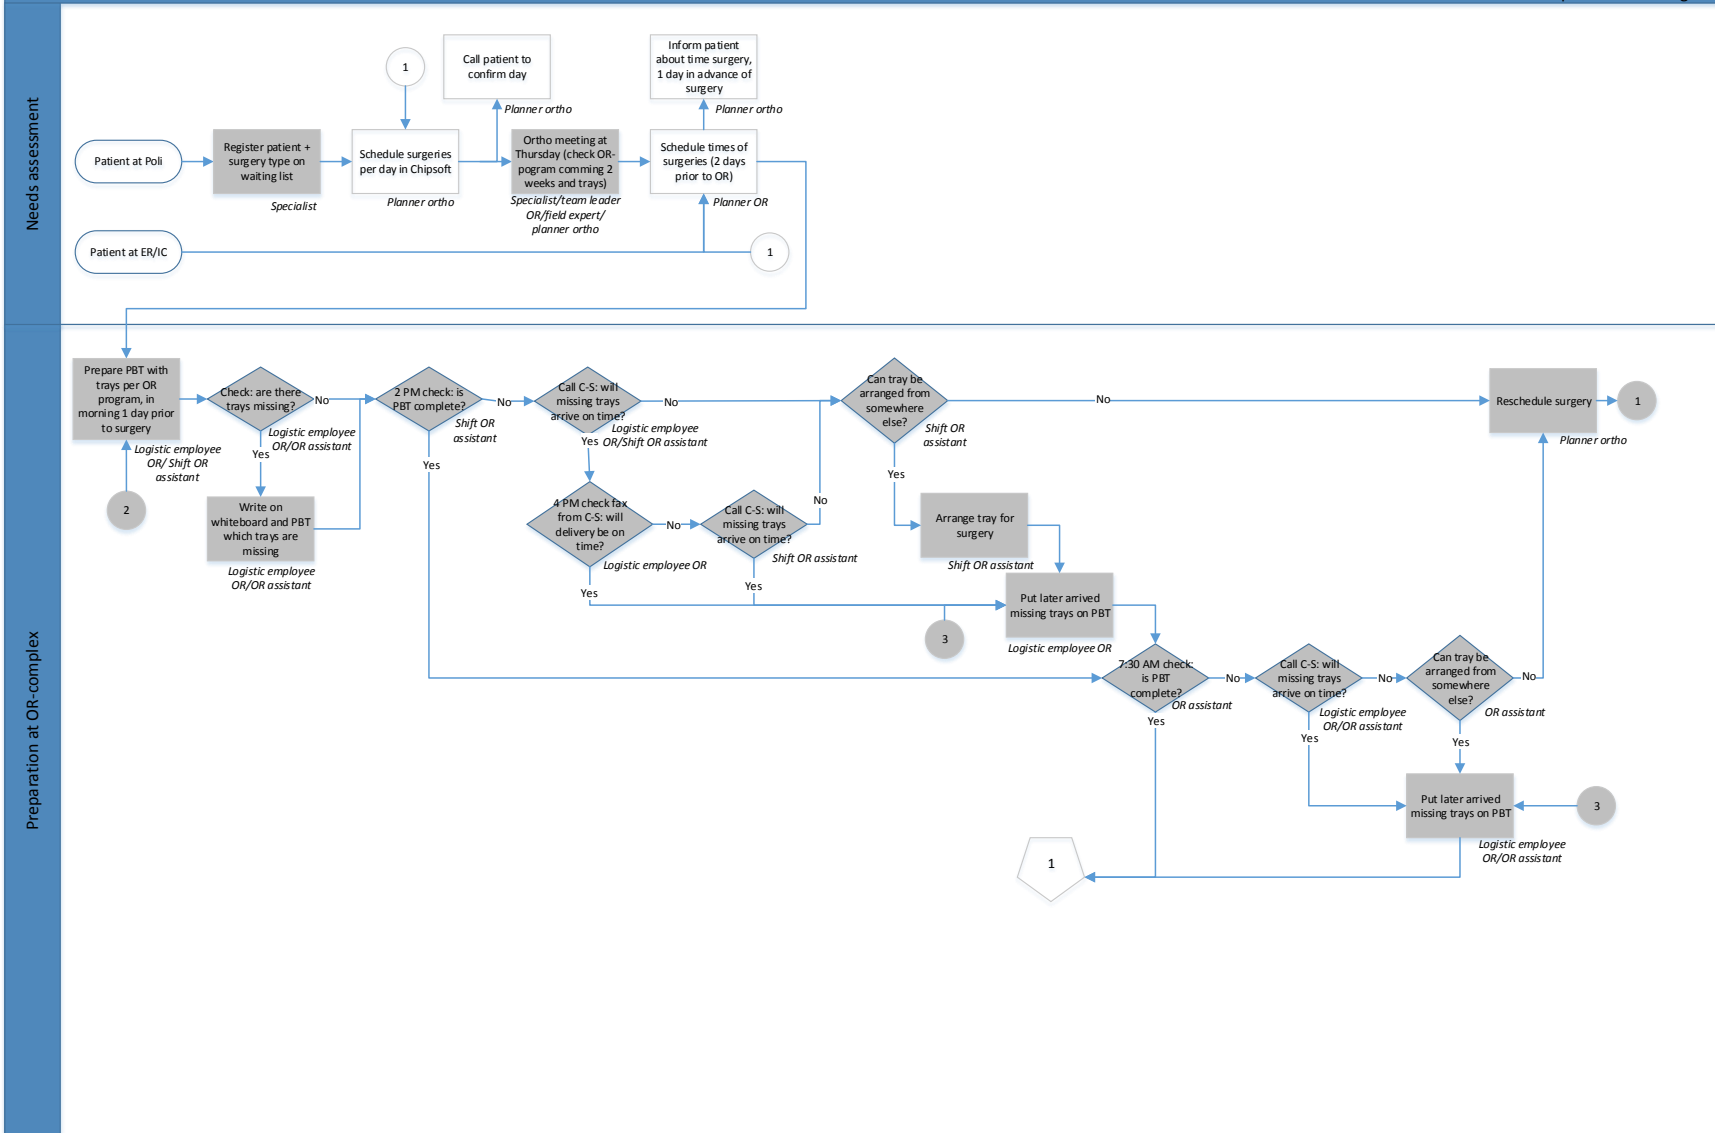 Needs assessment
1
Call patient to
confirm day
Planner ortho
Inform patient
about time surgery,
1 day in advance of
surgery
Planner ortho
Patient at Poli
Register patient +
surgery type on
waiting list
Specialist
Schedule surgeries
per day in Chipsoft
Planner ortho
Ortho meeting at
Thursday (check OR-
pogram comming 2
weeks and trays)
Specialist/team leader
OR/field expert/
planner ortho
Schedule times of
surgeries (2 days
prior to OR)
Planner OR
Patient at ER/IC
1
Preparation at OR-complex
Prepare PBT with
trays per OR
program, in
morning 1 day prior
to surgery
Logistic employee
OR/ Shift OR
assistant
2
Check: are there
trays missing?
No
Logistic employee
OR/OR assistant
Yes
Write on
whiteboard and PBT
which trays are
missing
Logistic employee
OR/OR assistant
2 PM check: is
PBT complete?
No
Shift OR
assistant
Yes
Call C-S: will
missing trays
arrive on time?
No
Logistic employee
OR/Shift OR assistant
Yes
4 PM check fax
from C-S: will
delivery be on
time?
No
Logistic employee OR
Yes
Call C-S: will
missing trays
arrive on time?
No
Shift OR assistant
Yes
Can tray be
arranged from
somewhere
else?
No
Shift OR
assistant
Yes
Arrange tray for
surgery
Shift OR assistant
Put later arrived
missing trays on PBT
Logistic employee OR
3
Reschedule surgery
Planner ortho
1
7:30 AM check:
is PBT
complete?
No
OR assistant
Yes
Call C-S: will
missing trays
arrive on time?
No
Logistic employee
OR/OR assistant
Yes
Can tray be
arranged from
somewhere
else?
No
OR assistant
Yes
Put later arrived
missing trays on PBT
Logistic employee
OR/OR assistant
3
1